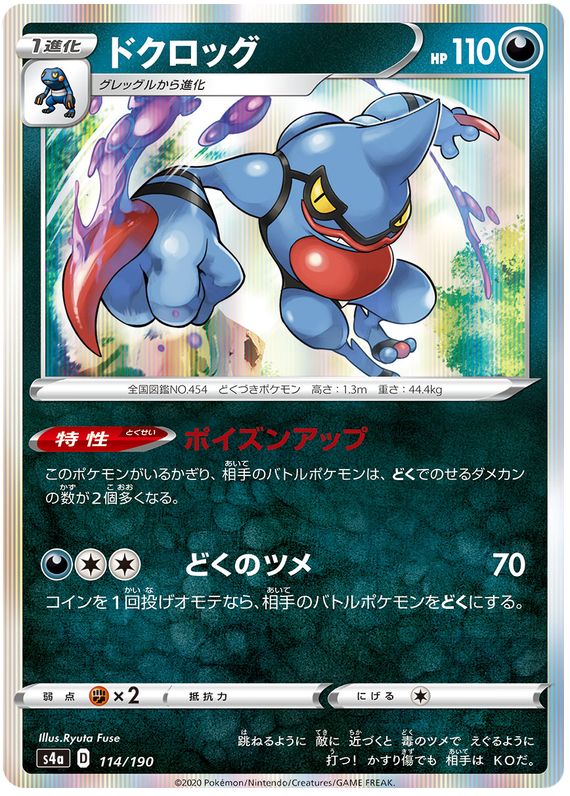 1進化
ドクロッグ
HP 110
グレッグルから進化
全国図鑑NO.454 どくづきポケモン 高さ：1.3m 重さ：44.4kg
特性 とくせい ポイズンアップ
このポケモンがいるかぎり、相手のバトルポケモンは、どくでのせるダメカン
の数が2個多くなる。
どくのツメ 70
コインを1回投げオモテなら、相手のバトルポケモンをどくにする。
弱点 ×2 抵抗力 にげる
Illus.Ryuta Fuse
跳ねるように 敵に 近づくと 毒のツメで えぐるように
打つ！ かすり傷でも 相手は KOだ。
s4a D 114/190
©2020 Pokémon/Nintendo/Creatures/GAME FREAK.